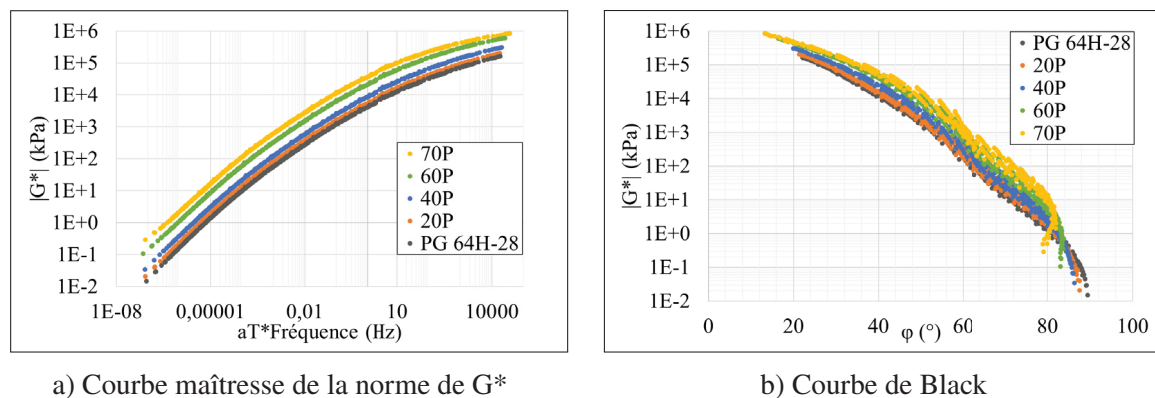 1E+6
1E+5
1E+4
1E+3
1E+2
1E+1
1E+0
1E-1
1E-2
|G*| (kPa)
70P
60P
40P
20P
PG 64H-28
1E-08 0,00001 0,01 10 10000
aT*Fréquence (Hz)
a) Courbe maîtresse de la norme de G*
1E+6
1E+5
1E+4
1E+3
1E+2
1E+1
1E+0
1E-1
1E-2
|G*| (kPa)
PG 64H-28
20P
40P
60P
70P
0 20 40 60 80 100
φ (°)
b) Courbe de Black